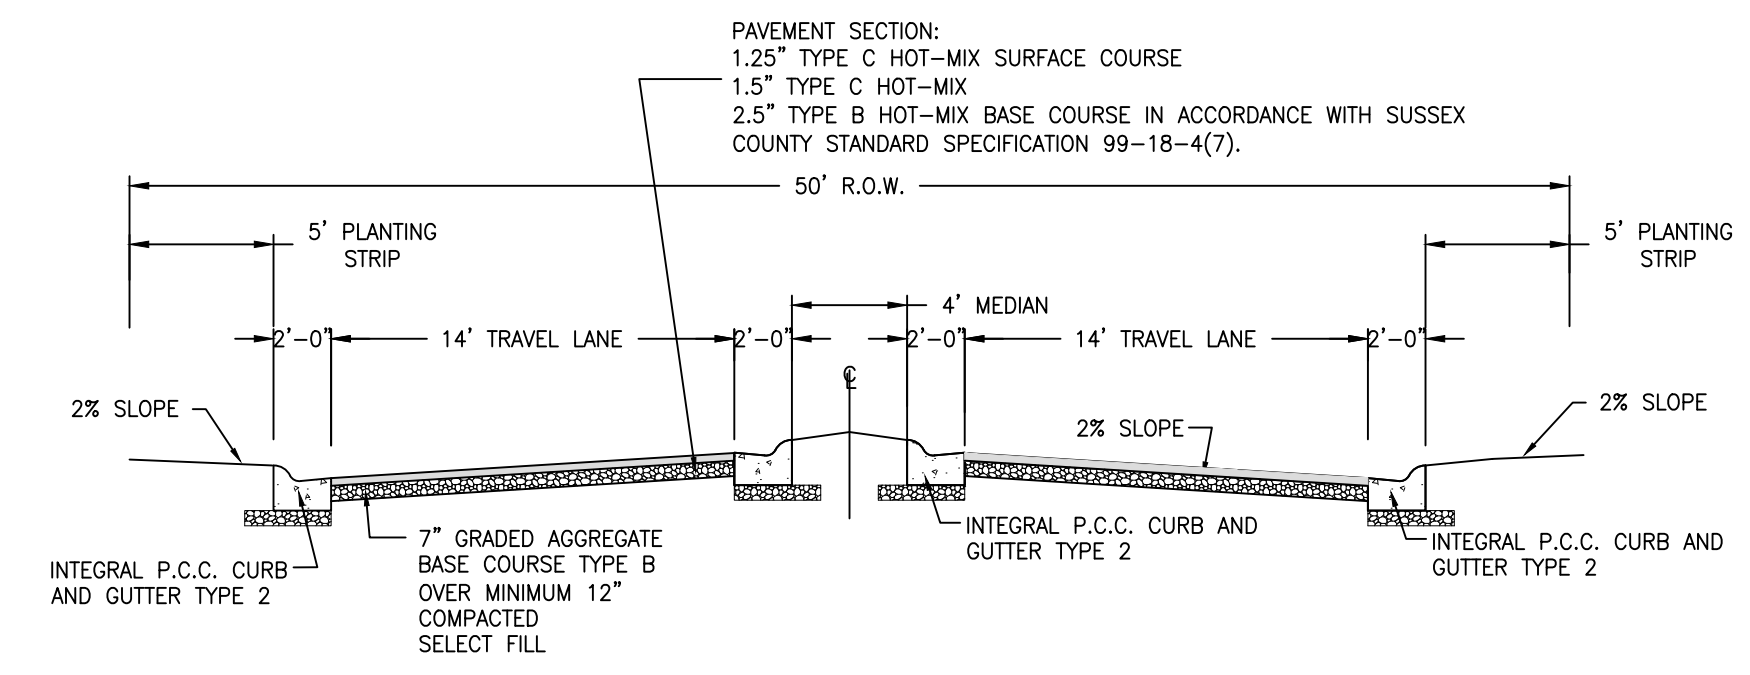 PAVEMENT SECTION:
1.25" TYPE C HOT-MIX SURFACE COURSE
1.5" TYPE C HOT-MIX
2.5" TYPE B HOT-MIX BASE COURSE IN ACCORDANCE WITH SUSSEX
COUNTY STANDARD SPECIFICATION 99-18-4(7).
50' R.O.W.
5' PLANTING
STRIP
5' PLANTING
STRIP
4' MEDIAN
2'-0"
14' TRAVEL LANE
2'-0"
2'-0"
14' TRAVEL LANE
2'-0"
℄
2% SLOPE
2% SLOPE
2% SLOPE
INTEGRAL P.C.C. CURB
AND GUTTER TYPE 2
7" GRADED AGGREGATE
BASE COURSE TYPE B
OVER MINIMUM 12"
COMPACTED
SELECT FILL
INTEGRAL P.C.C. CURB AND
GUTTER TYPE 2
INTEGRAL P.C.C. CURB AND
GUTTER TYPE 2